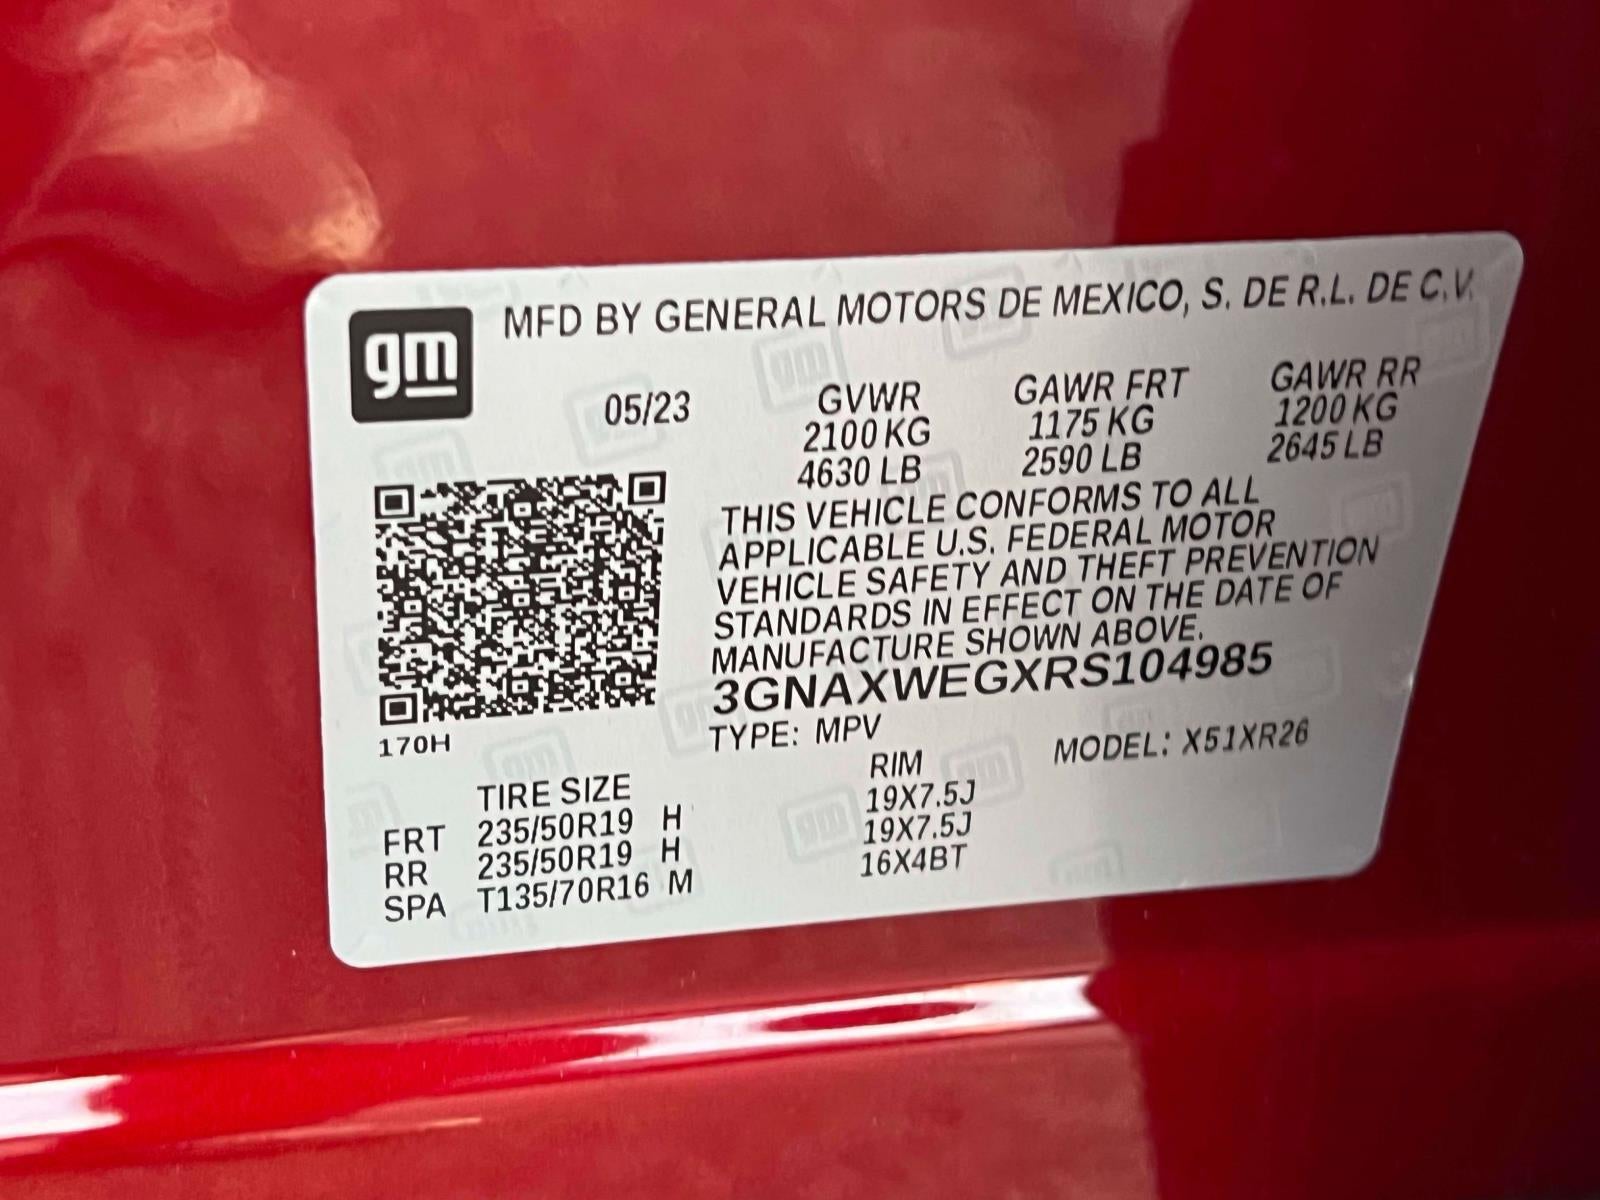 gm
MFD BY GENERAL MOTORS DE MEXICO, S. DE R.L. DE C.V.
05/23 GVWR GAWR FRT GAWR RR
2100 KG 1175 KG 1200 KG
4630 LB 2590 LB 2645 LB
THIS VEHICLE CONFORMS TO ALL
APPLICABLE U.S. FEDERAL MOTOR
VEHICLE SAFETY AND THEFT PREVENTION
STANDARDS IN EFFECT ON THE DATE OF
MANUFACTURE SHOWN ABOVE.
3GNAXWEGXRS104985
170H
TYPE: MPV MODEL: X51XR26
TIRE SIZE RIM
FRT 235/50R19 H 19X7.5J
RR 235/50R19 H 19X7.5J
SPA T135/70R16 M 16X4BT